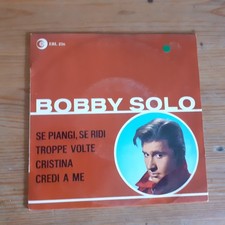 BOBBY SOLO
SE PIANGI, SE RIDI
TROPPE VOLTE
CRISTINA
CREDI A ME